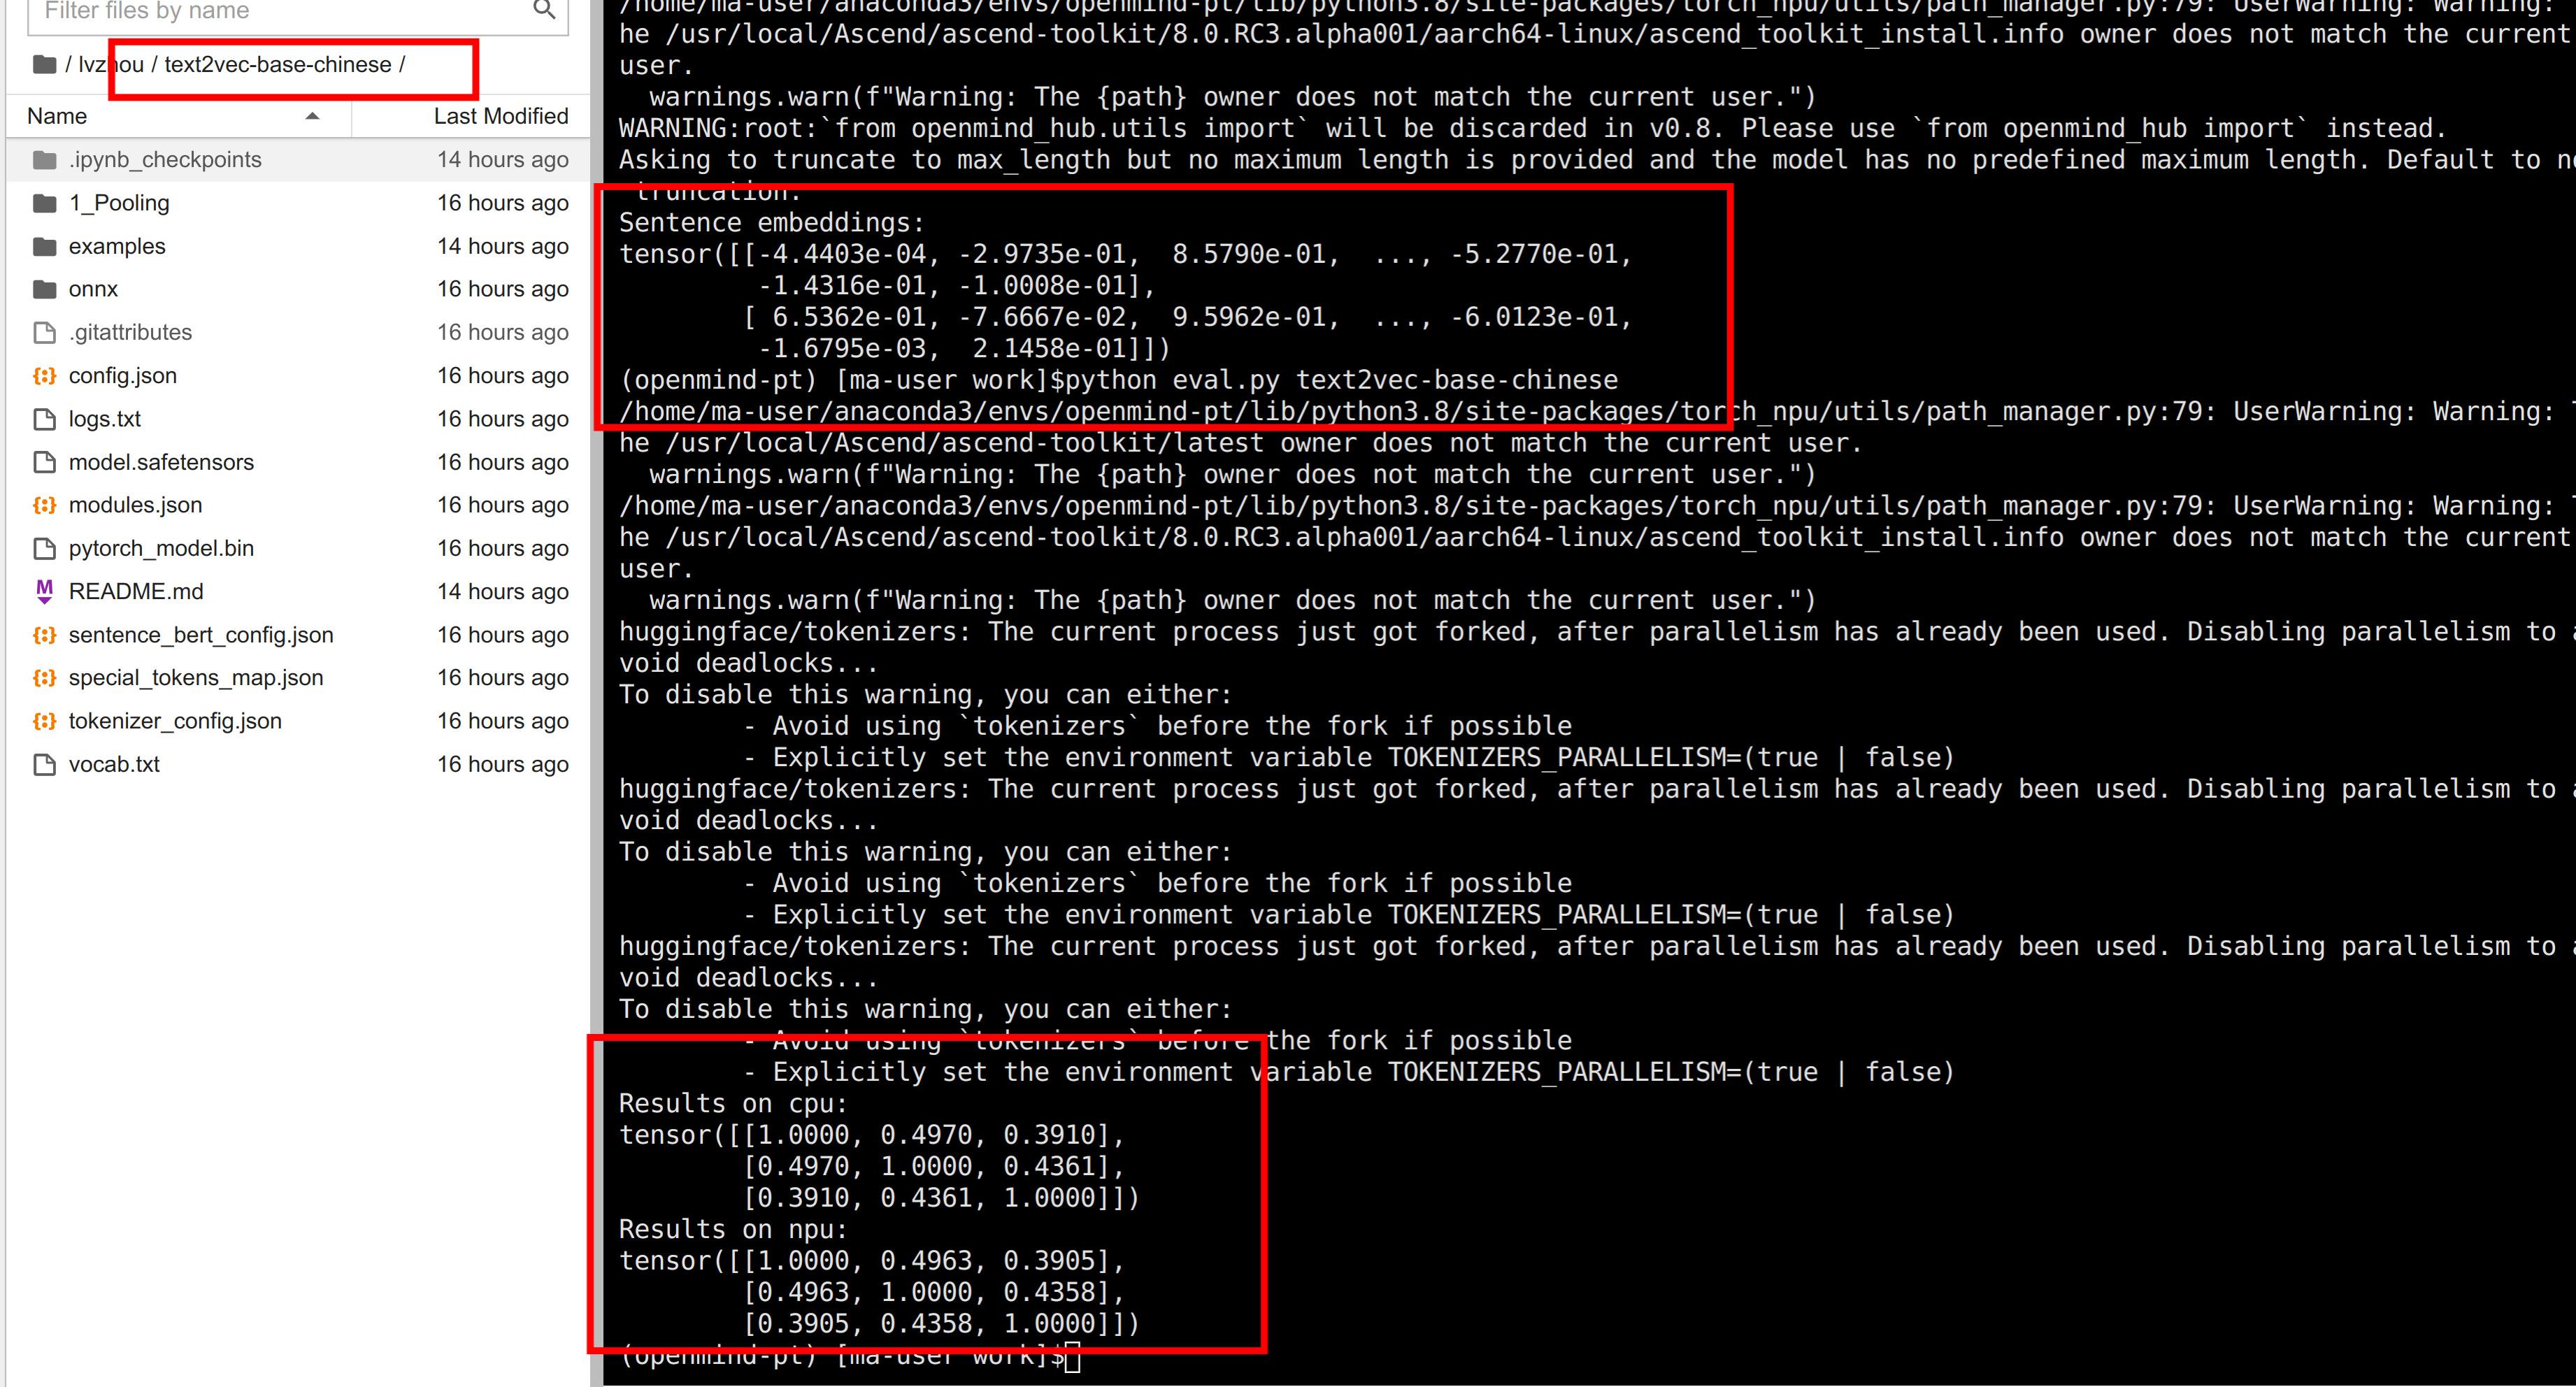 Filter files by name
/ lvzhou / text2vec-base-chinese /
Name Last Modified
.ipynb_checkpoints 14 hours ago
1_Pooling 16 hours ago
examples 14 hours ago
onnx 16 hours ago
.gitattributes 16 hours ago
config.json 16 hours ago
logs.txt 16 hours ago
model.safetensors 16 hours ago
modules.json 16 hours ago
pytorch_model.bin 16 hours ago
README.md 14 hours ago
sentence_bert_config.json 16 hours ago
special_tokens_map.json 16 hours ago
tokenizer_config.json 16 hours ago
vocab.txt 16 hours ago
/home/ma-user/anaconda3/envs/openmind-pt/lib/python3.8/site-packages/torch_npu/utils/path_manager.py:79: UserWarning: Warning:
he /usr/local/Ascend/ascend-toolkit/8.0.RC3.alpha001/aarch64-linux/ascend_toolkit_install.info owner does not match the current
user.
  warnings.warn(f"Warning: The {path} owner does not match the current user.")
WARNING:root:`from openmind_hub.utils import` will be discarded in v0.8. Please use `from openmind_hub import` instead.
Asking to truncate to max_length but no maximum length is provided and the model has no predefined maximum length. Default to n
 truncation.
Sentence embeddings:
tensor([[-4.4403e-04, -2.9735e-01,  8.5790e-01,  ..., -5.2770e-01,
         -1.4316e-01, -1.0008e-01],
        [ 6.5362e-01, -7.6667e-02,  9.5962e-01,  ..., -6.0123e-01,
         -1.6795e-03,  2.1458e-01]])
(openmind-pt) [ma-user work]$python eval.py text2vec-base-chinese
/home/ma-user/anaconda3/envs/openmind-pt/lib/python3.8/site-packages/torch_npu/utils/path_manager.py:79: UserWarning: Warning: T
he /usr/local/Ascend/ascend-toolkit/latest owner does not match the current user.
  warnings.warn(f"Warning: The {path} owner does not match the current user.")
/home/ma-user/anaconda3/envs/openmind-pt/lib/python3.8/site-packages/torch_npu/utils/path_manager.py:79: UserWarning: Warning: T
he /usr/local/Ascend/ascend-toolkit/8.0.RC3.alpha001/aarch64-linux/ascend_toolkit_install.info owner does not match the current
user.
  warnings.warn(f"Warning: The {path} owner does not match the current user.")
huggingface/tokenizers: The current process just got forked, after parallelism has already been used. Disabling parallelism to a
void deadlocks...
To disable this warning, you can either:
        - Avoid using `tokenizers` before the fork if possible
        - Explicitly set the environment variable TOKENIZERS_PARALLELISM=(true | false)
huggingface/tokenizers: The current process just got forked, after parallelism has already been used. Disabling parallelism to a
void deadlocks...
To disable this warning, you can either:
        - Avoid using `tokenizers` before the fork if possible
        - Explicitly set the environment variable TOKENIZERS_PARALLELISM=(true | false)
huggingface/tokenizers: The current process just got forked, after parallelism has already been used. Disabling parallelism to a
void deadlocks...
To disable this warning, you can either:
        - Avoid using `tokenizers` before the fork if possible
        - Explicitly set the environment variable TOKENIZERS_PARALLELISM=(true | false)
Results on cpu:
tensor([[1.0000, 0.4970, 0.3910],
        [0.4970, 1.0000, 0.4361],
        [0.3910, 0.4361, 1.0000]])
Results on npu:
tensor([[1.0000, 0.4963, 0.3905],
        [0.4963, 1.0000, 0.4358],
        [0.3905, 0.4358, 1.0000]])
(openmind-pt) [ma-user work]$